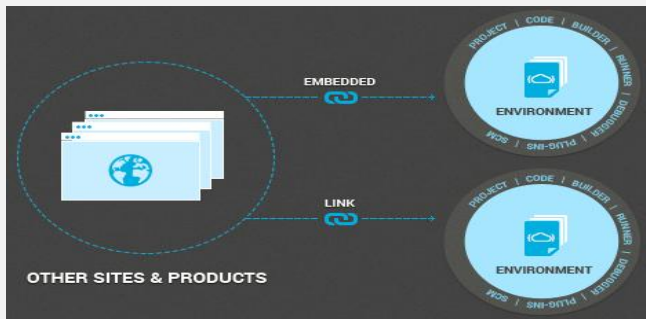 EMBEDDED
LINK
OTHER SITES & PRODUCTS
PROJECT | CODE | BUILDER / RUNNER / DEBUGGER | PLUG-INS | SCM
ENVIRONMENT
PROJECT | CODE | BUILDER / RUNNER / DEBUGGER | PLUG-INS | SCM
ENVIRONMENT